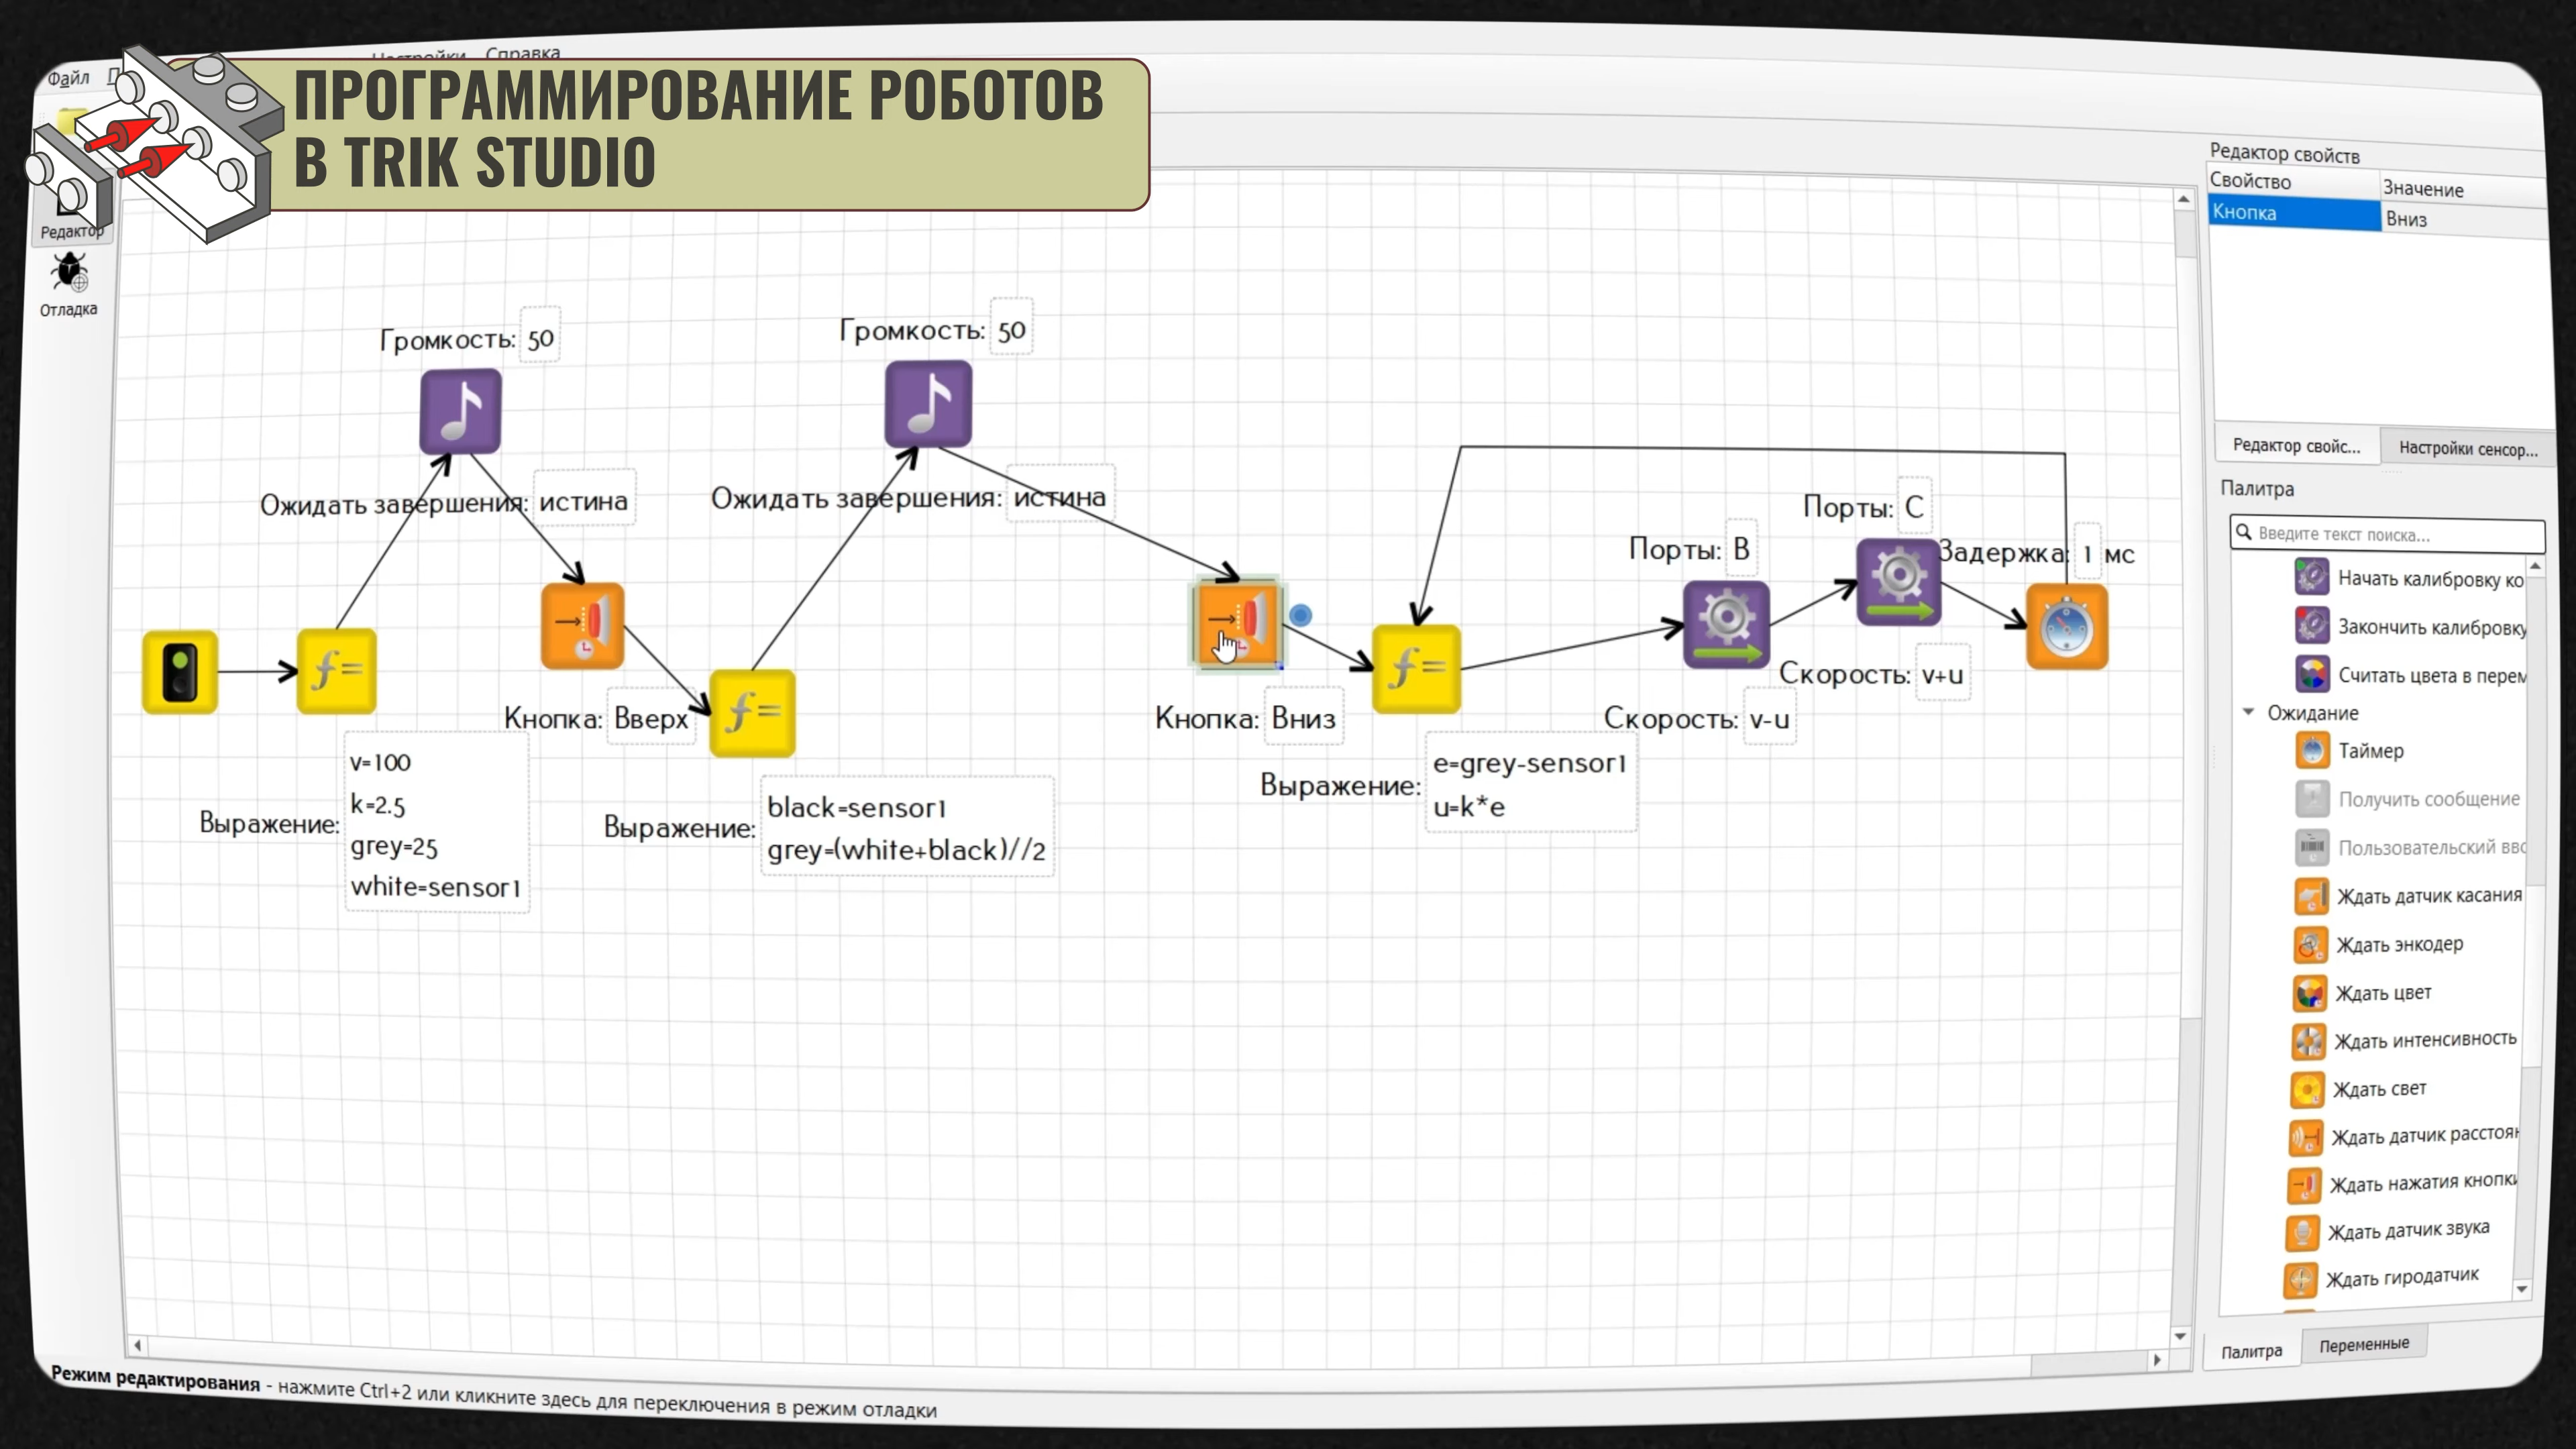 Файл
Настройки Справка
ПРОГРАММИРОВАНИЕ РОБОТОВ
В TRIK STUDIO
Редактор
Отладка
Громкость: 50
Громкость: 50
Ожидать завершения: истина
Ожидать завершения: истина
Порты: B
Порты: C
Задержка: 1 мс
Кнопка: Вверх
Кнопка: Вниз
Скорость: v-u
Скорость: v+u
Выражение:
v=100
k=2.5
grey=25
white=sensor1
Выражение:
black=sensor1
grey=(white+black)//2
Выражение:
e=grey-sensor1
u=k*e
Редактор свойств
Свойство Значение
Кнопка Вниз
Редактор свойс... Настройки сенсор...
Палитра
Введите текст поиска...
Начать калибровку ко
Закончить калибровку
Считать цвета в перем
Ожидание
Таймер
Получить сообщение
Пользовательский ввс
Ждать датчик касания
Ждать энкодер
Ждать цвет
Ждать интенсивность
Ждать свет
Ждать датчик расстоя
Ждать нажатия кнопки
Ждать датчик звука
Ждать гиродатчик
Палитра Переменные
Режим редактирования - нажмите Ctrl+2 или кликните здесь для переключения в режим отладки